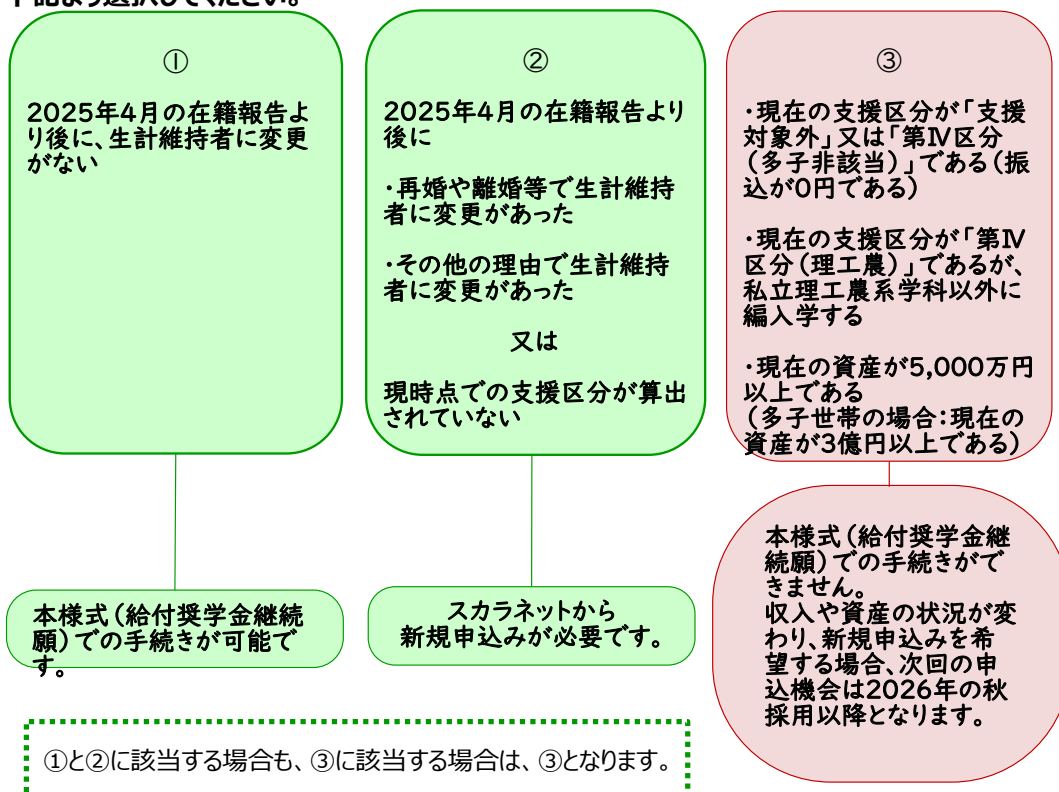 下記より選択してください。
①
2025年4月の在籍報告よ
り後に、生計維持者に変更
がない
②
2025年4月の在籍報告より
後に
・再婚や離婚等で生計維持
者に変更があった
・その他の理由で生計維持
者に変更があった
又は
現時点での支援区分が算出
されていない
③
・現在の支援区分が「支援
対象外」又は「第Ⅳ区分
（多子非該当）」である（振
込が0円である）
・現在の支援区分が「第Ⅳ
区分（理工農）」であるが、
私立理工農系学科以外に
編入学する
・現在の資産が5,000万円
以上である
（多子世帯の場合：現在の
資産が3億円以上である）
本様式（給付奨学金継続
願）での手続きが可能で
す。
スカラネットから
新規申込みが必要です。
本様式（給付奨学金継
続願）での手続きがで
きません。
収入や資産の状況が変
わり、新規申込みを希
望する場合、次回の申
込機会は2026年の秋
採用以降となります。
①と②に該当する場合も、③に該当する場合は、③となります。